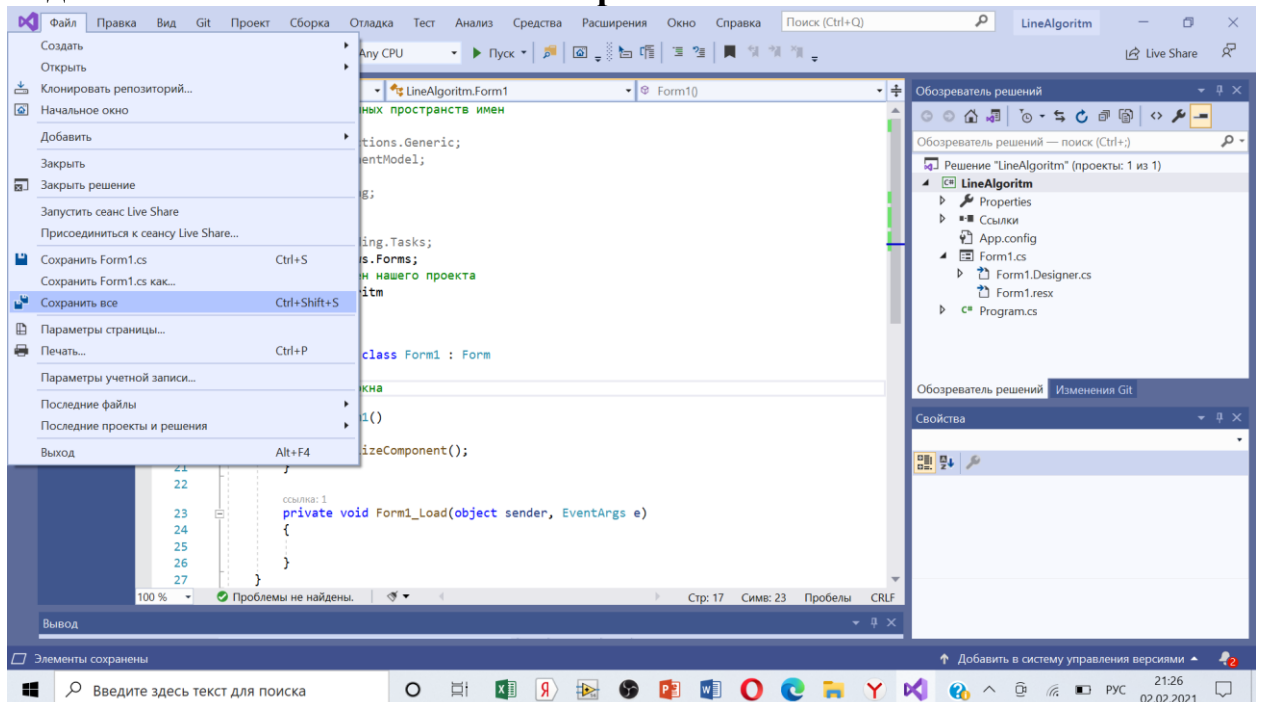 Файл Правка Вид Git Проект Сборка Отладка Тест Анализ Средства Расширения Окно Справка Поиск (Ctrl+Q) LineAlgoritm
Создать
Открыть
Клонировать репозиторий...
Начальное окно
Добавить
Закрыть
Закрыть решение
Запустить сеанс Live Share
Присоединиться к сеансу Live Share...
Сохранить Form1.cs Ctrl+S
Сохранить Form1.cs как...
Сохранить все Ctrl+Shift+S
Параметры страницы...
Печать... Ctrl+P
Параметры учетной записи...
Последние файлы
Последние проекты и решения
Выход Alt+F4
Any CPU Пуск Live Share
LineAlgoritm.Form1 Form1()
ных пространств имен
tions.Generic;
nentModel;
g;
ing.Tasks;
s.Forms;
н нашего проекта
itm
class Form1 : Form
кна
1()
izeComponent();
21 }
22
ссылка: 1
23 private void Form1_Load(object sender, EventArgs e)
24 {
25
26 }
27 }
100 % Проблемы не найдены. Стр: 17 Симв: 23 Пробелы CRLF
Вывод
Обозреватель решений
Обозреватель решений — поиск (Ctrl+;)
Решение "LineAlgoritm" (проекты: 1 из 1)
C# LineAlgoritm
Properties
Ссылки
App.config
Form1.cs
Form1.Designer.cs
Form1.resx
C# Program.cs
Обозреватель решений Изменения Git
Свойства
Элементы сохранены Добавить в систему управления версиями 2
Введите здесь текст для поиска РУС 21:26
02.02.2021